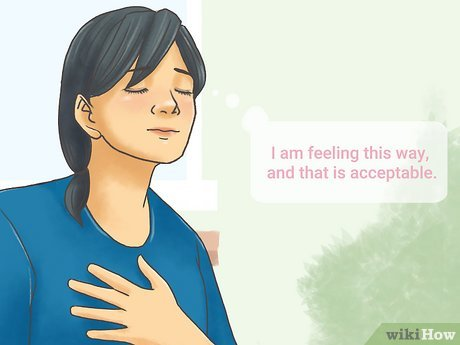 I am feeling this way,
and that is acceptable.
wikiHow